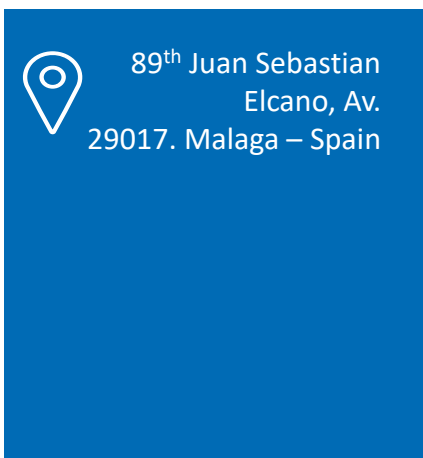 89th Juan Sebastian
Elcano, Av.
29017. Malaga – Spain